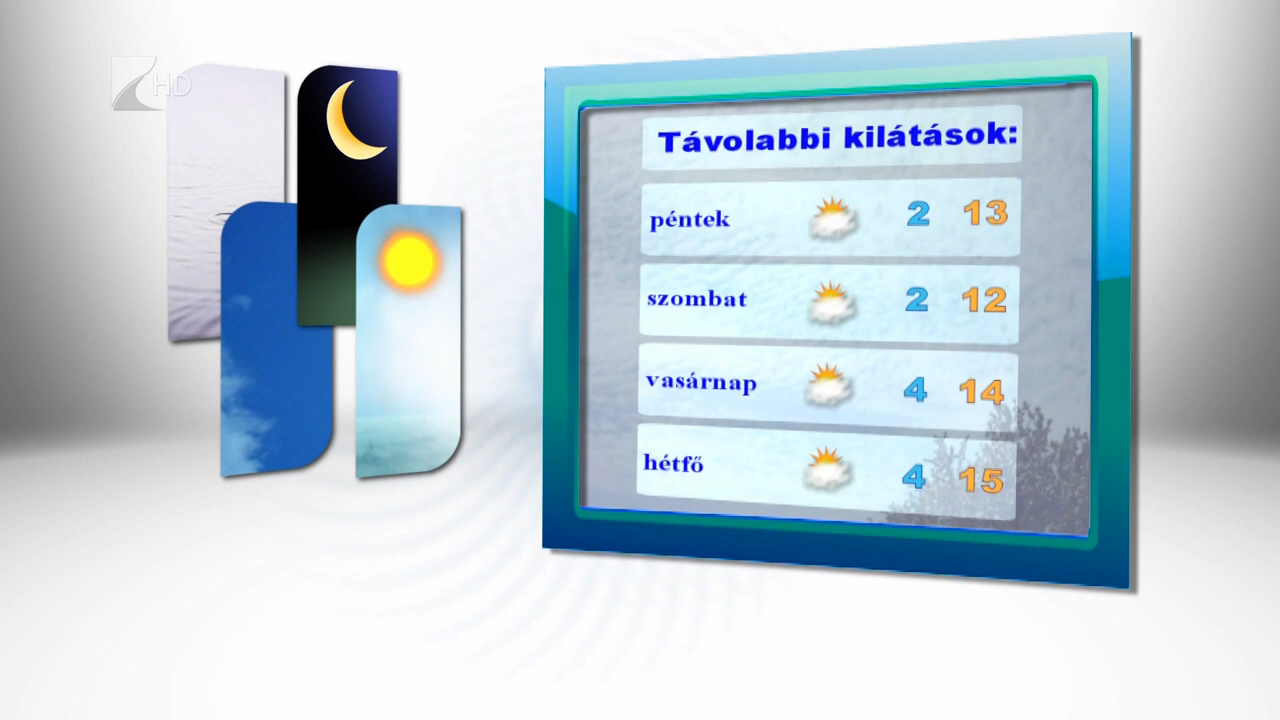 HD
Távolabbi kilátások:
péntek 2 13
szombat 2 12
vasárnap 4 14
hétfő 4 15